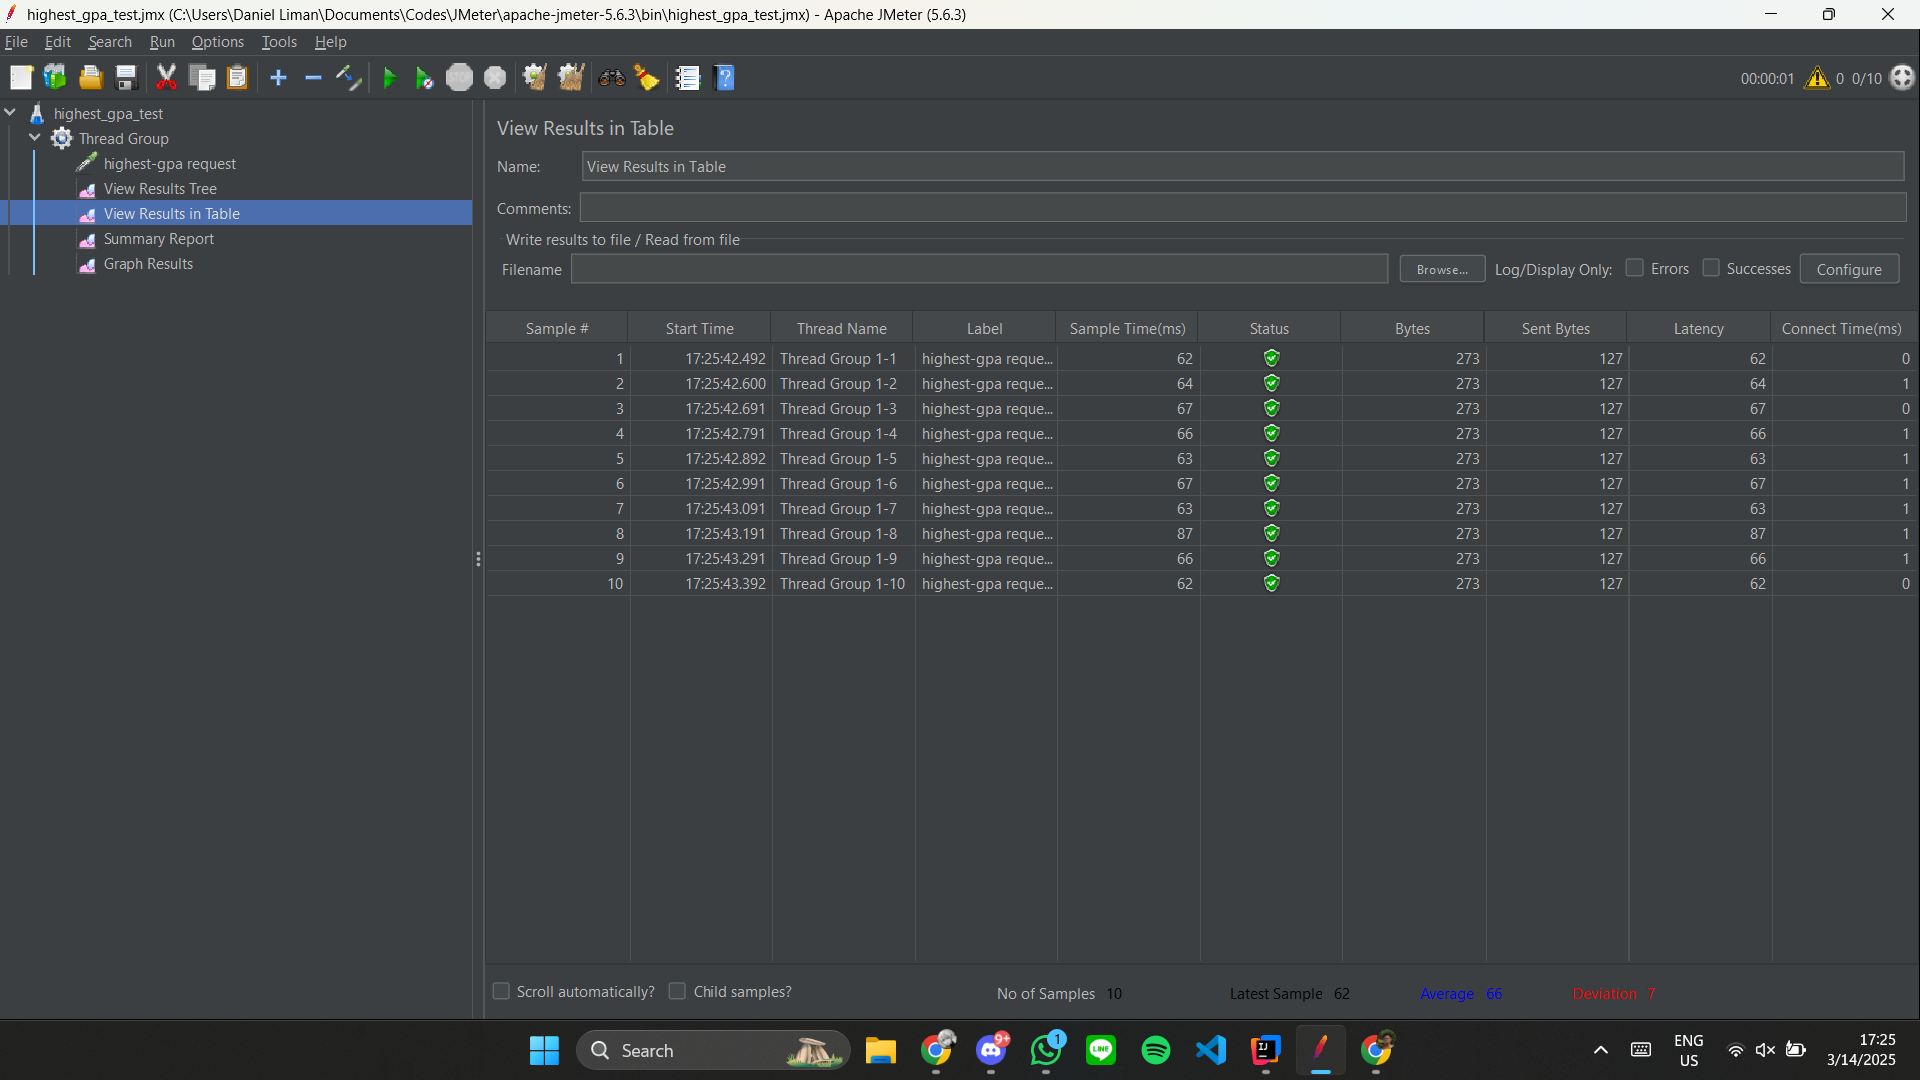 highest_gpa_test.jmx (C:\Users\Daniel Liman\Documents\Codes\JMeter\apache-jmeter-5.6.3\bin\highest_gpa_test.jmx) - Apache JMeter (5.6.3)
File Edit Search Run Options Tools Help
STOP
00:00:01 0 0/10
highest_gpa_test
Thread Group
highest-gpa request
View Results Tree
View Results in Table
Summary Report
Graph Results
View Results in Table
Name: View Results in Table
Comments:
Write results to file / Read from file
Filename Browse... Log/Display Only: Errors Successes Configure
Sample # Start Time Thread Name Label Sample Time(ms) Status Bytes Sent Bytes Latency Connect Time(ms)
1 17:25:42.492 Thread Group 1-1 highest-gpa reque... 62 273 127 62 0
2 17:25:42.600 Thread Group 1-2 highest-gpa reque... 64 273 127 64 1
3 17:25:42.691 Thread Group 1-3 highest-gpa reque... 67 273 127 67 0
4 17:25:42.791 Thread Group 1-4 highest-gpa reque... 66 273 127 66 1
5 17:25:42.892 Thread Group 1-5 highest-gpa reque... 63 273 127 63 1
6 17:25:42.991 Thread Group 1-6 highest-gpa reque... 67 273 127 67 1
7 17:25:43.091 Thread Group 1-7 highest-gpa reque... 63 273 127 63 1
8 17:25:43.191 Thread Group 1-8 highest-gpa reque... 87 273 127 87 1
9 17:25:43.291 Thread Group 1-9 highest-gpa reque... 66 273 127 66 1
10 17:25:43.392 Thread Group 1-10 highest-gpa reque... 62 273 127 62 0
Scroll automatically? Child samples? No of Samples 10 Latest Sample 62 Average 66 Deviation 7
Search 9+ 1 LINE IJ ENG 17:25
US 3/14/2025